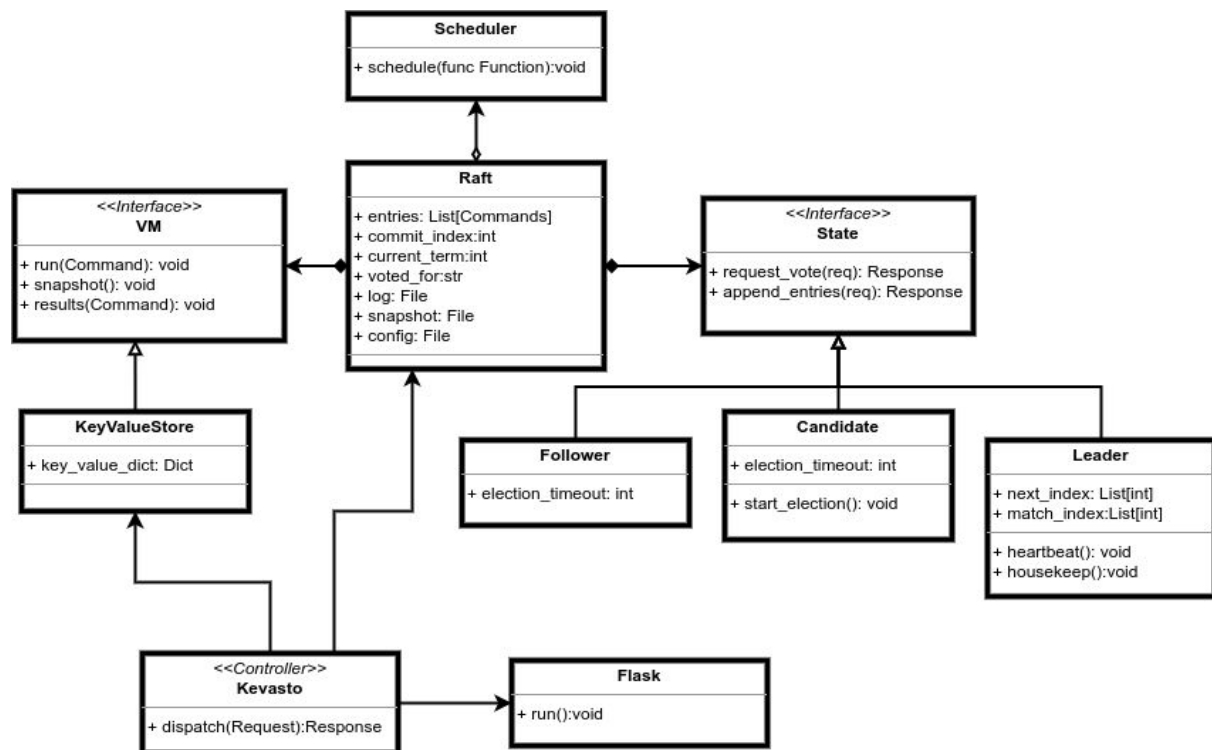 Scheduler
+ schedule(func Function):void
Raft
+ entries: List[Commands]
+ commit_index:int
+ current_term:int
+ voted_for:str
+ log: File
+ snapshot: File
+ config: File
<<Interface>>
VM
+ run(Command): void
+ snapshot(): void
+ results(Command): void
<<Interface>>
State
+ request_vote(req): Response
+ append_entries(req): Response
KeyValueStore
+ key_value_dict: Dict
Follower
+ election_timeout: int
Candidate
+ election_timeout: int
+ start_election(): void
Leader
+ next_index: List[int]
+ match_index:List[int]
+ heartbeat(): void
+ housekeep():void
<<Controller>>
Kevasto
+ dispatch(Request):Response
Flask
+ run():void